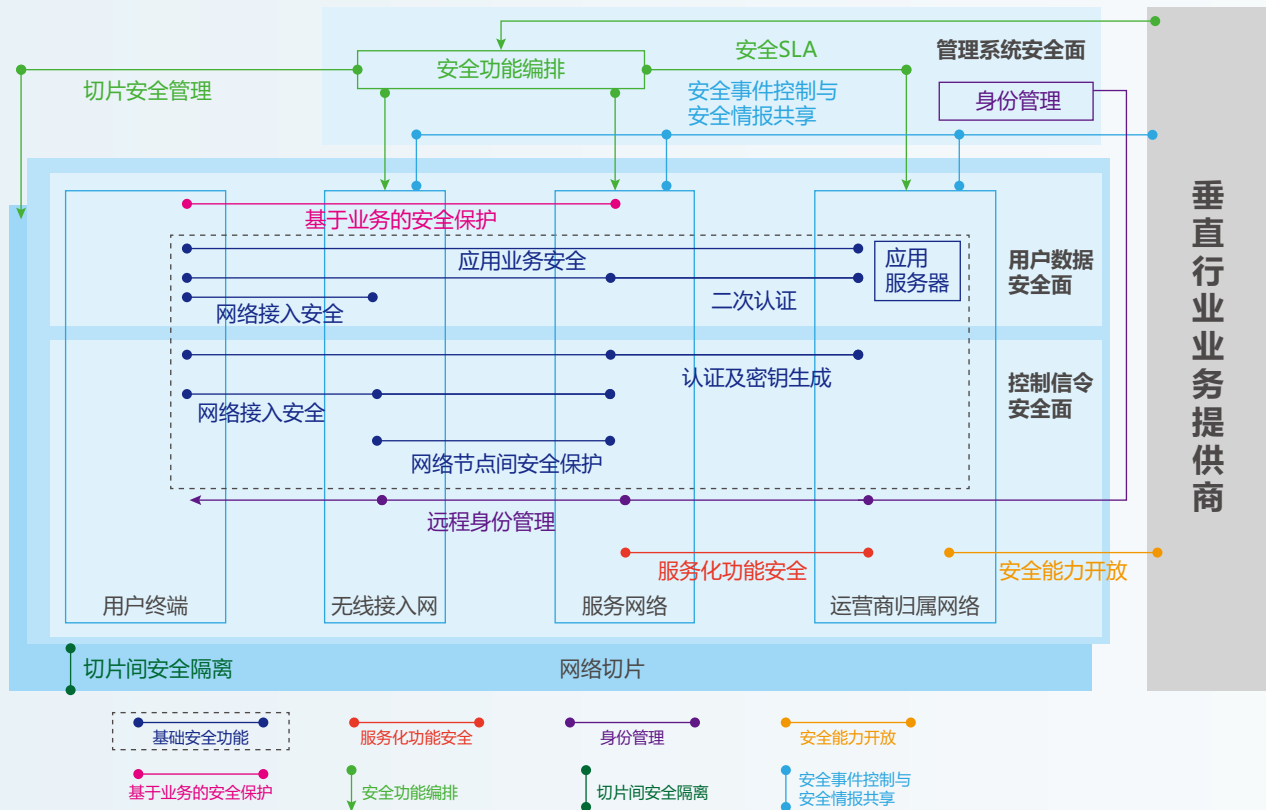 安全SLA
管理系统安全面
安全功能编排
切片安全管理
安全事件控制与
安全情报共享
身份管理
垂直行业业务提供商
基于业务的安全保护
应用业务安全
应用
服务器
用户数据
安全面
网络接入安全
二次认证
认证及密钥生成
控制信令
安全面
网络接入安全
网络节点间安全保护
远程身份管理
服务化功能安全
安全能力开放
用户终端
无线接入网
服务网络
运营商归属网络
切片间安全隔离
网络切片
基础安全功能
服务化功能安全
身份管理
安全能力开放
基于业务的安全保护
安全功能编排
切片间安全隔离
安全事件控制与
安全情报共享